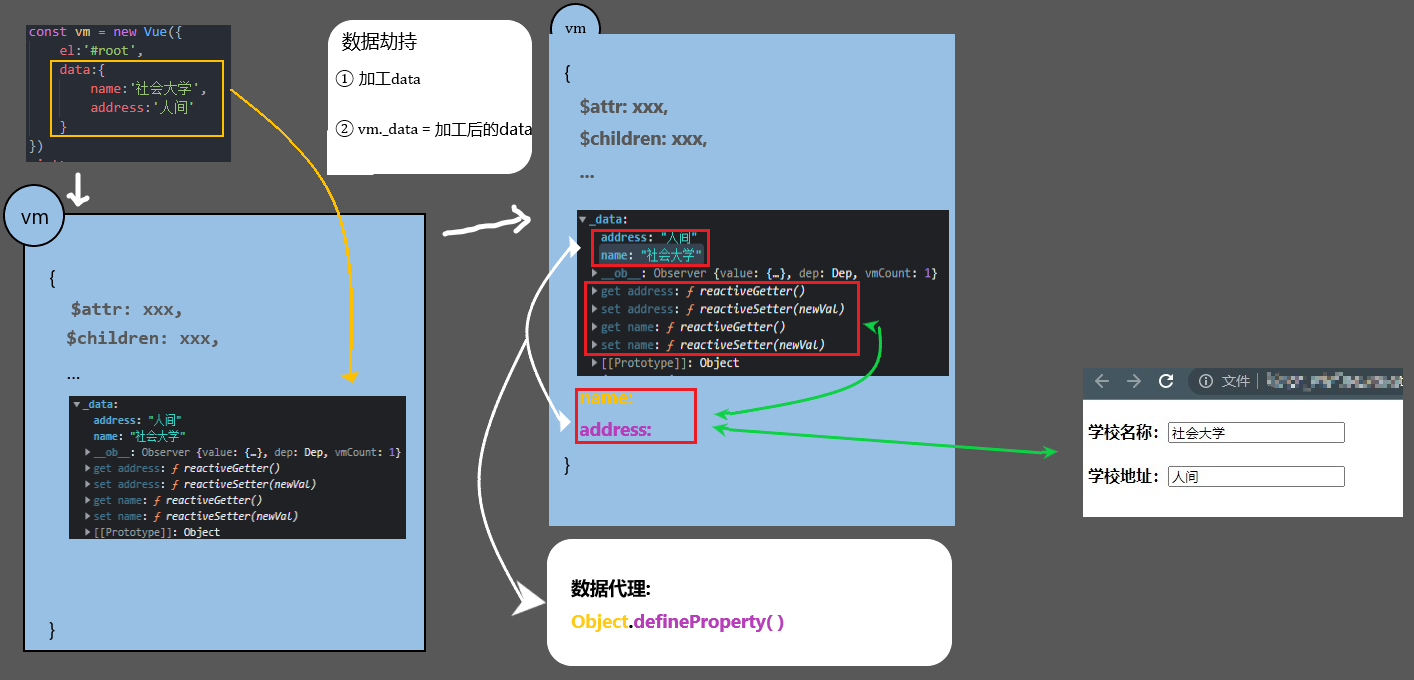 const vm = new Vue({
el:'#root',
data:{
name:'社会大学',
address:'人间'
}
})
数据劫持
① 加工data
② vm._data = 加工后的data
vm
{
$attr: xxx,
$children: xxx,
...
_data:
address: "人间"
name: "社会大学"
__ob__: Observer {value: {…}, dep: Dep, vmCount: 1}
get address: ƒ reactiveGetter()
set address: ƒ reactiveSetter(newVal)
get name: ƒ reactiveGetter()
set name: ƒ reactiveSetter(newVal)
[[Prototype]]: Object
}
vm
{
$attr: xxx,
$children: xxx,
...
_data:
address: "人间"
name: "社会大学"
__ob__: Observer {value: {…}, dep: Dep, vmCount: 1}
get address: ƒ reactiveGetter()
set address: ƒ reactiveSetter(newVal)
get name: ƒ reactiveGetter()
set name: ƒ reactiveSetter(newVal)
[[Prototype]]: Object
name:
address:
}
数据代理:
Object.defineProperty( )
文件
学校名称： 社会大学
学校地址： 人间